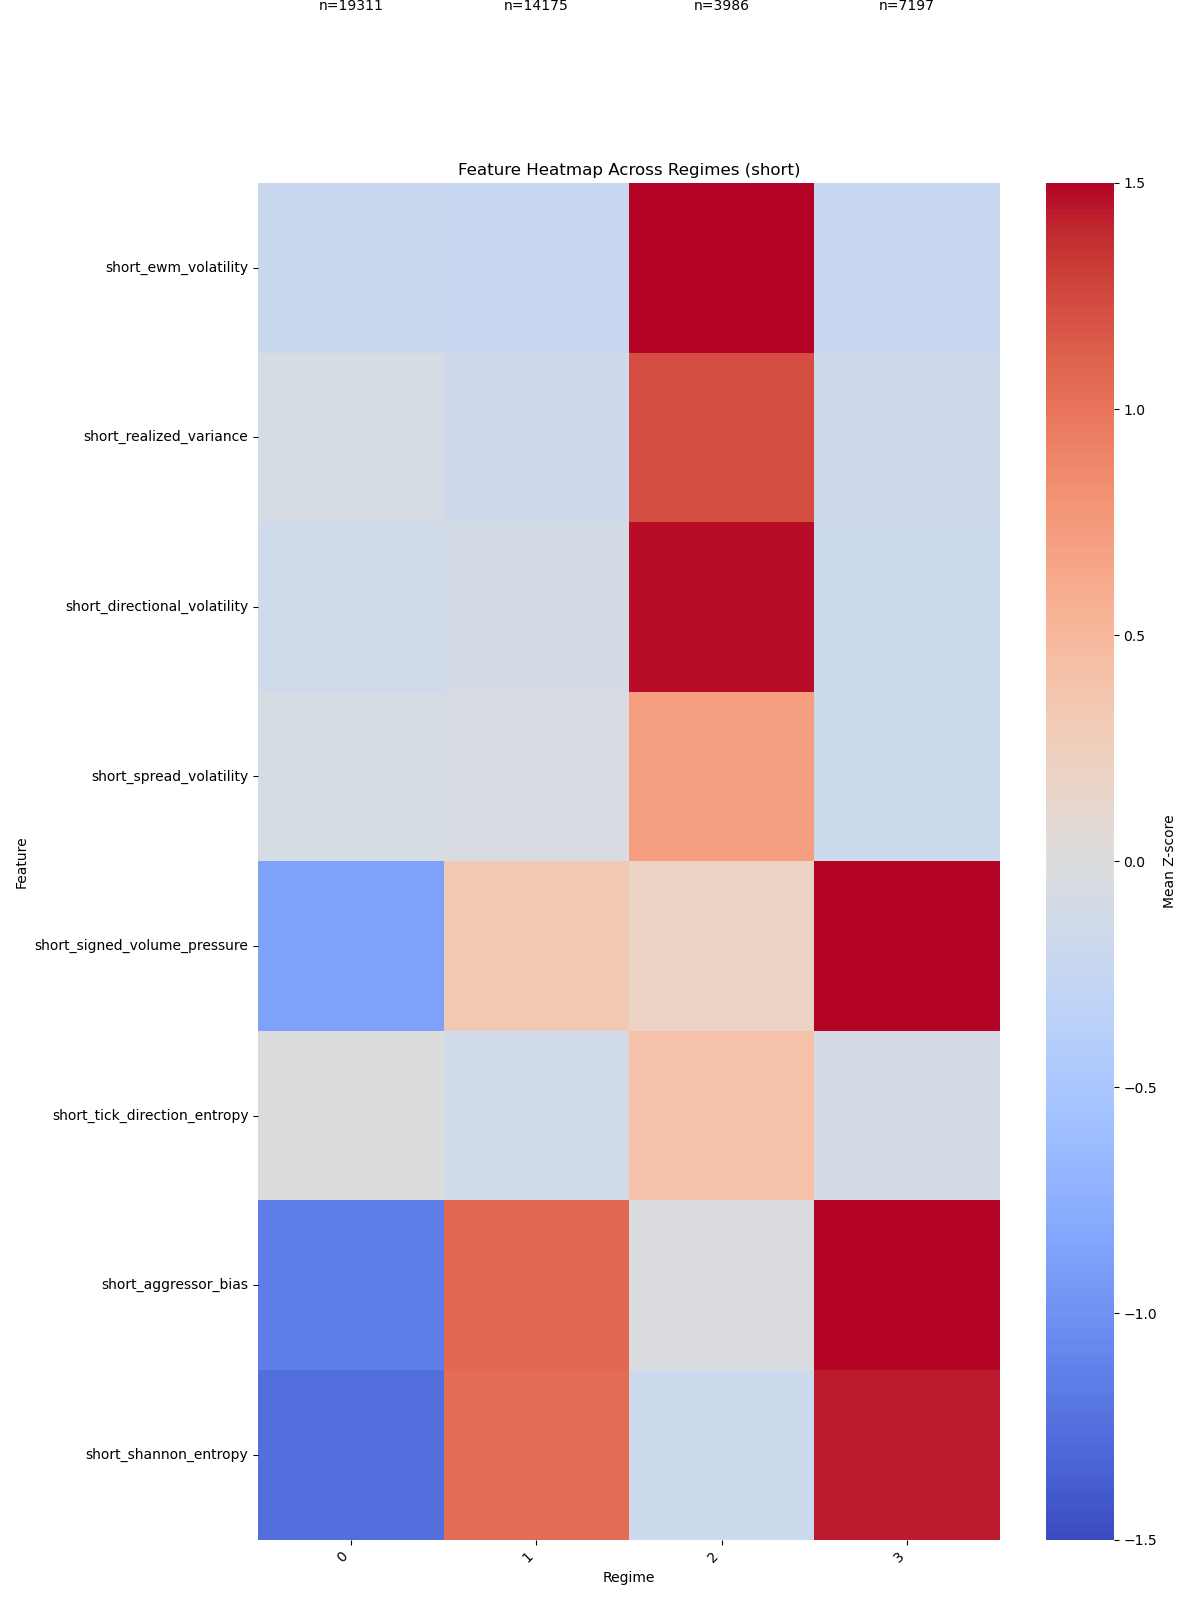 n=19311 n=14175 n=3986 n=7197
Feature Heatmap Across Regimes (short)
short_ewm_volatility
short_realized_variance
short_directional_volatility
short_spread_volatility
short_signed_volume_pressure
short_tick_direction_entropy
short_aggressor_bias
short_shannon_entropy
Feature
0 1 2 3
Regime
1.5
1.0
0.5
0.0
−0.5
−1.0
−1.5
Mean Z-score